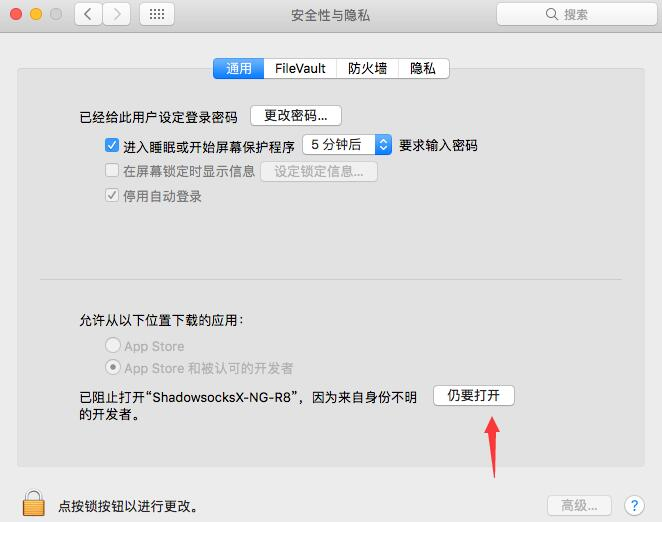 安全性与隐私
搜索
通用 FileVault 防火墙 隐私
已经给此用户设定登录密码 更改密码...
进入睡眠或开始屏幕保护程序 5 分钟后 要求输入密码
在屏幕锁定时显示信息 设定锁定信息...
停用自动登录
允许从以下位置下载的应用：
App Store
App Store 和被认可的开发者
已阻止打开“ShadowsocksX-NG-R8”，因为来自身份不明 仍要打开
的开发者。
点按锁按钮以进行更改。 高级... ?